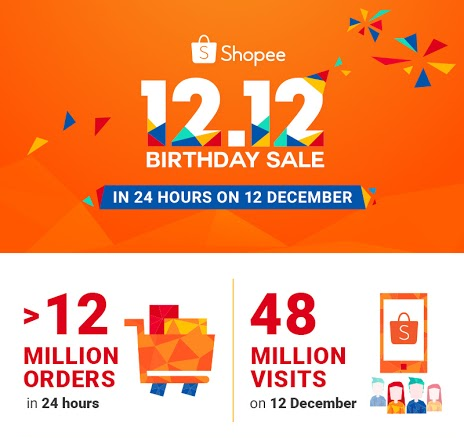 Shopee
12.12
BIRTHDAY SALE
IN 24 HOURS ON 12 DECEMBER
>12
MILLION
ORDERS
in 24 hours
48
MILLION
VISITS
on 12 December